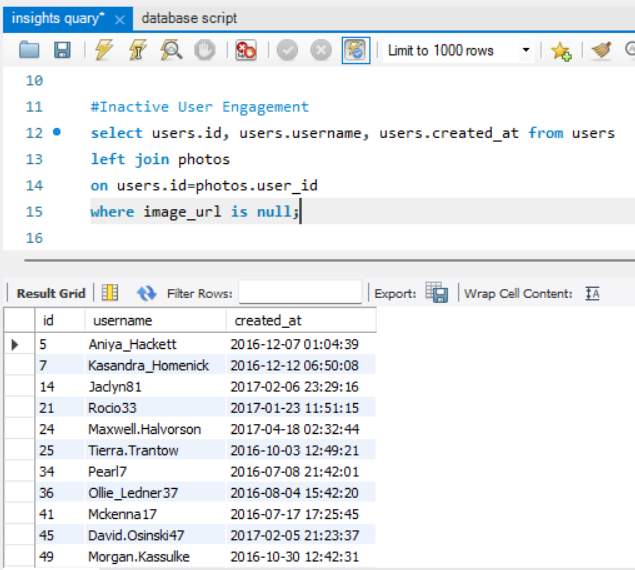 insights quary* × database script
Limit to 1000 rows
10
11 #Inactive User Engagement
12 select users.id, users.username, users.created_at from users
13 left join photos
14 on users.id=photos.user_id
15 where image_url is null;
16
Result Grid Filter Rows: Export: Wrap Cell Content: IA
id username created_at
5 Aniya_Hackett 2016-12-07 01:04:39
7 Kasandra_Homenick 2016-12-12 06:50:08
14 Jaclyn81 2017-02-06 23:29:16
21 Rocio33 2017-01-23 11:51:15
24 Maxwell.Halvorson 2017-04-18 02:32:44
25 Tierra.Trantow 2016-10-03 12:49:21
34 Pearl7 2016-07-08 21:42:01
36 Ollie_Ledner37 2016-08-04 15:42:20
41 Mckenna17 2016-07-17 17:25:45
45 David.Osinski47 2017-02-05 21:23:37
49 Morgan.Kassulke 2016-10-30 12:42:31